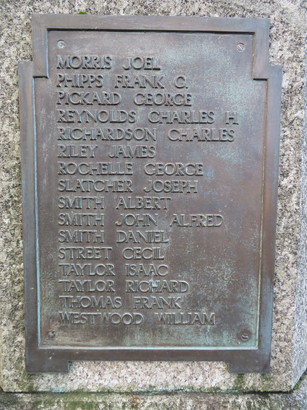 MORRIS JOEL
PHIPPS FRANK G.
PICKARD GEORGE
REYNOLDS CHARLES H.
RICHARDSON CHARLES
RILEY JAMES
ROCHELLE GEORGE
SLATCHER JOSEPH
SMITH ALBERT
SMITH JOHN ALFRED
SMITH DANIEL
STREET CECIL
TAYLOR ISAAC
TAYLOR RICHARD
THOMAS FRANK
WESTWOOD WILLIAM